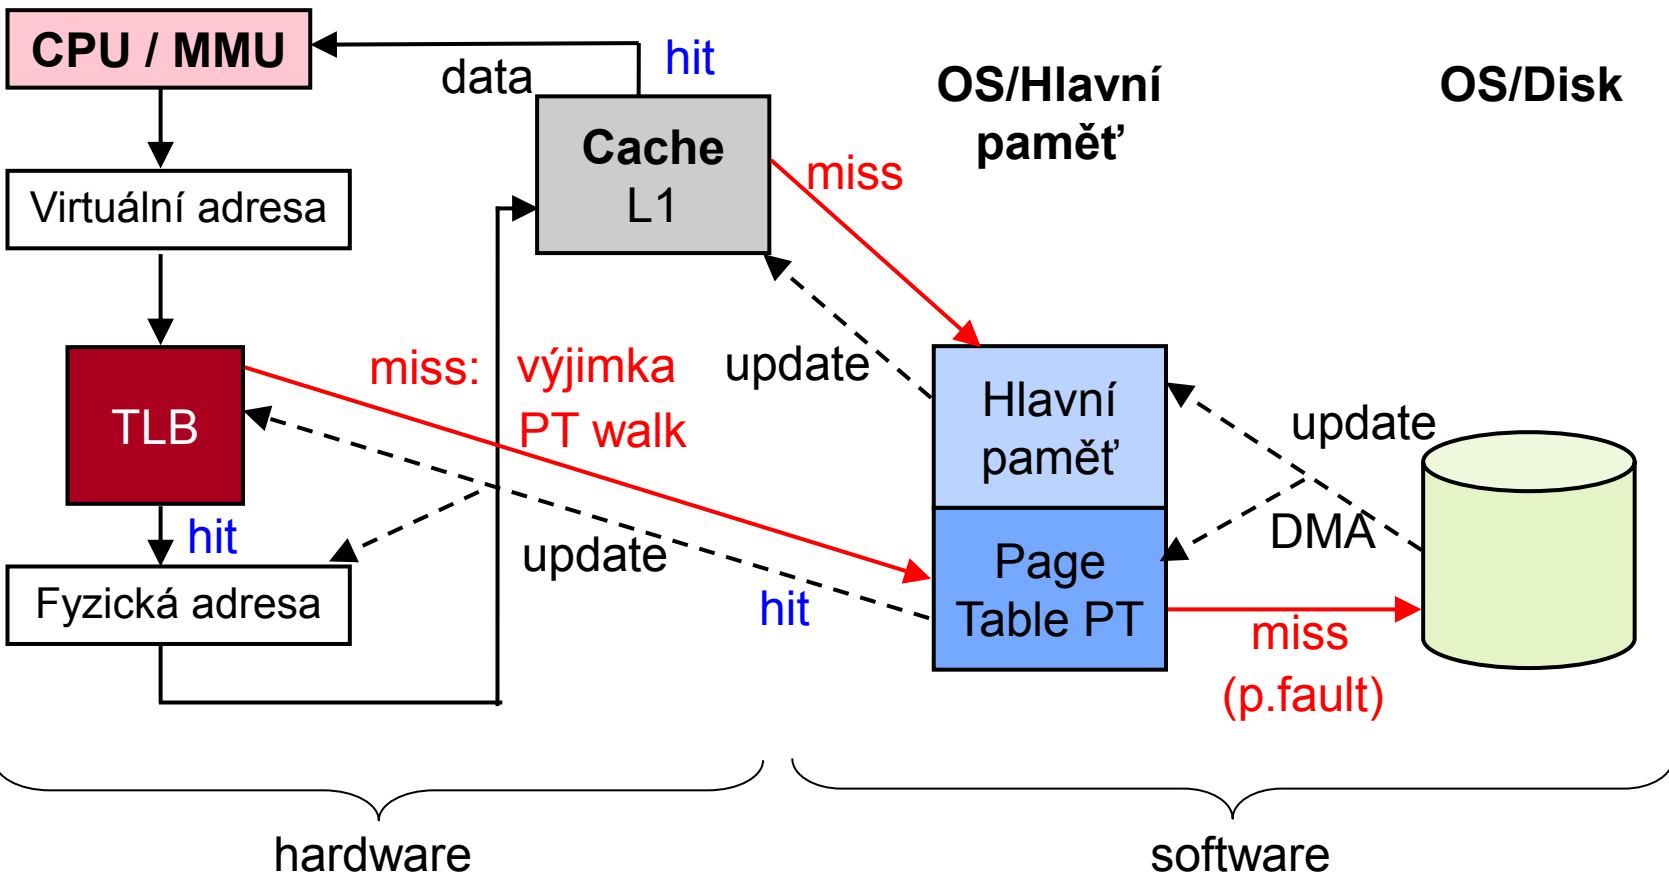 CPU / MMU
data
hit
OS/Hlavní
paměť
OS/Disk
Cache
L1
miss
Virtuální adresa
miss: výjimka
PT walk
update
TLB
Hlavní
paměť
update
hit
update
DMA
Page
Table PT
Fyzická adresa
hit
miss
(p.fault)
hardware
software